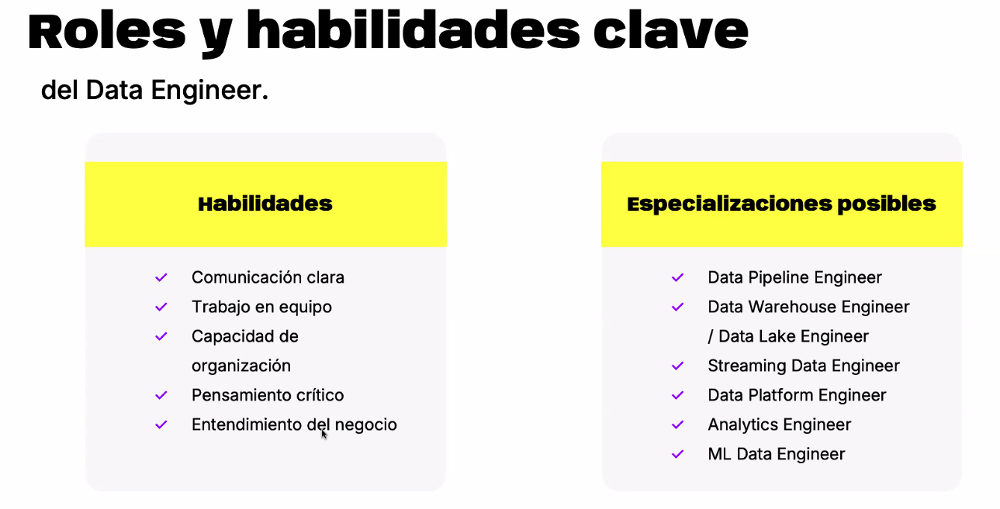 Roles y habilidades clave
del Data Engineer.
Habilidades
Comunicación clara
Trabajo en equipo
Capacidad de
organización
Pensamiento crítico
Entendimiento del negocio
Especializaciones posibles
Data Pipeline Engineer
Data Warehouse Engineer
/ Data Lake Engineer
Streaming Data Engineer
Data Platform Engineer
Analytics Engineer
ML Data Engineer